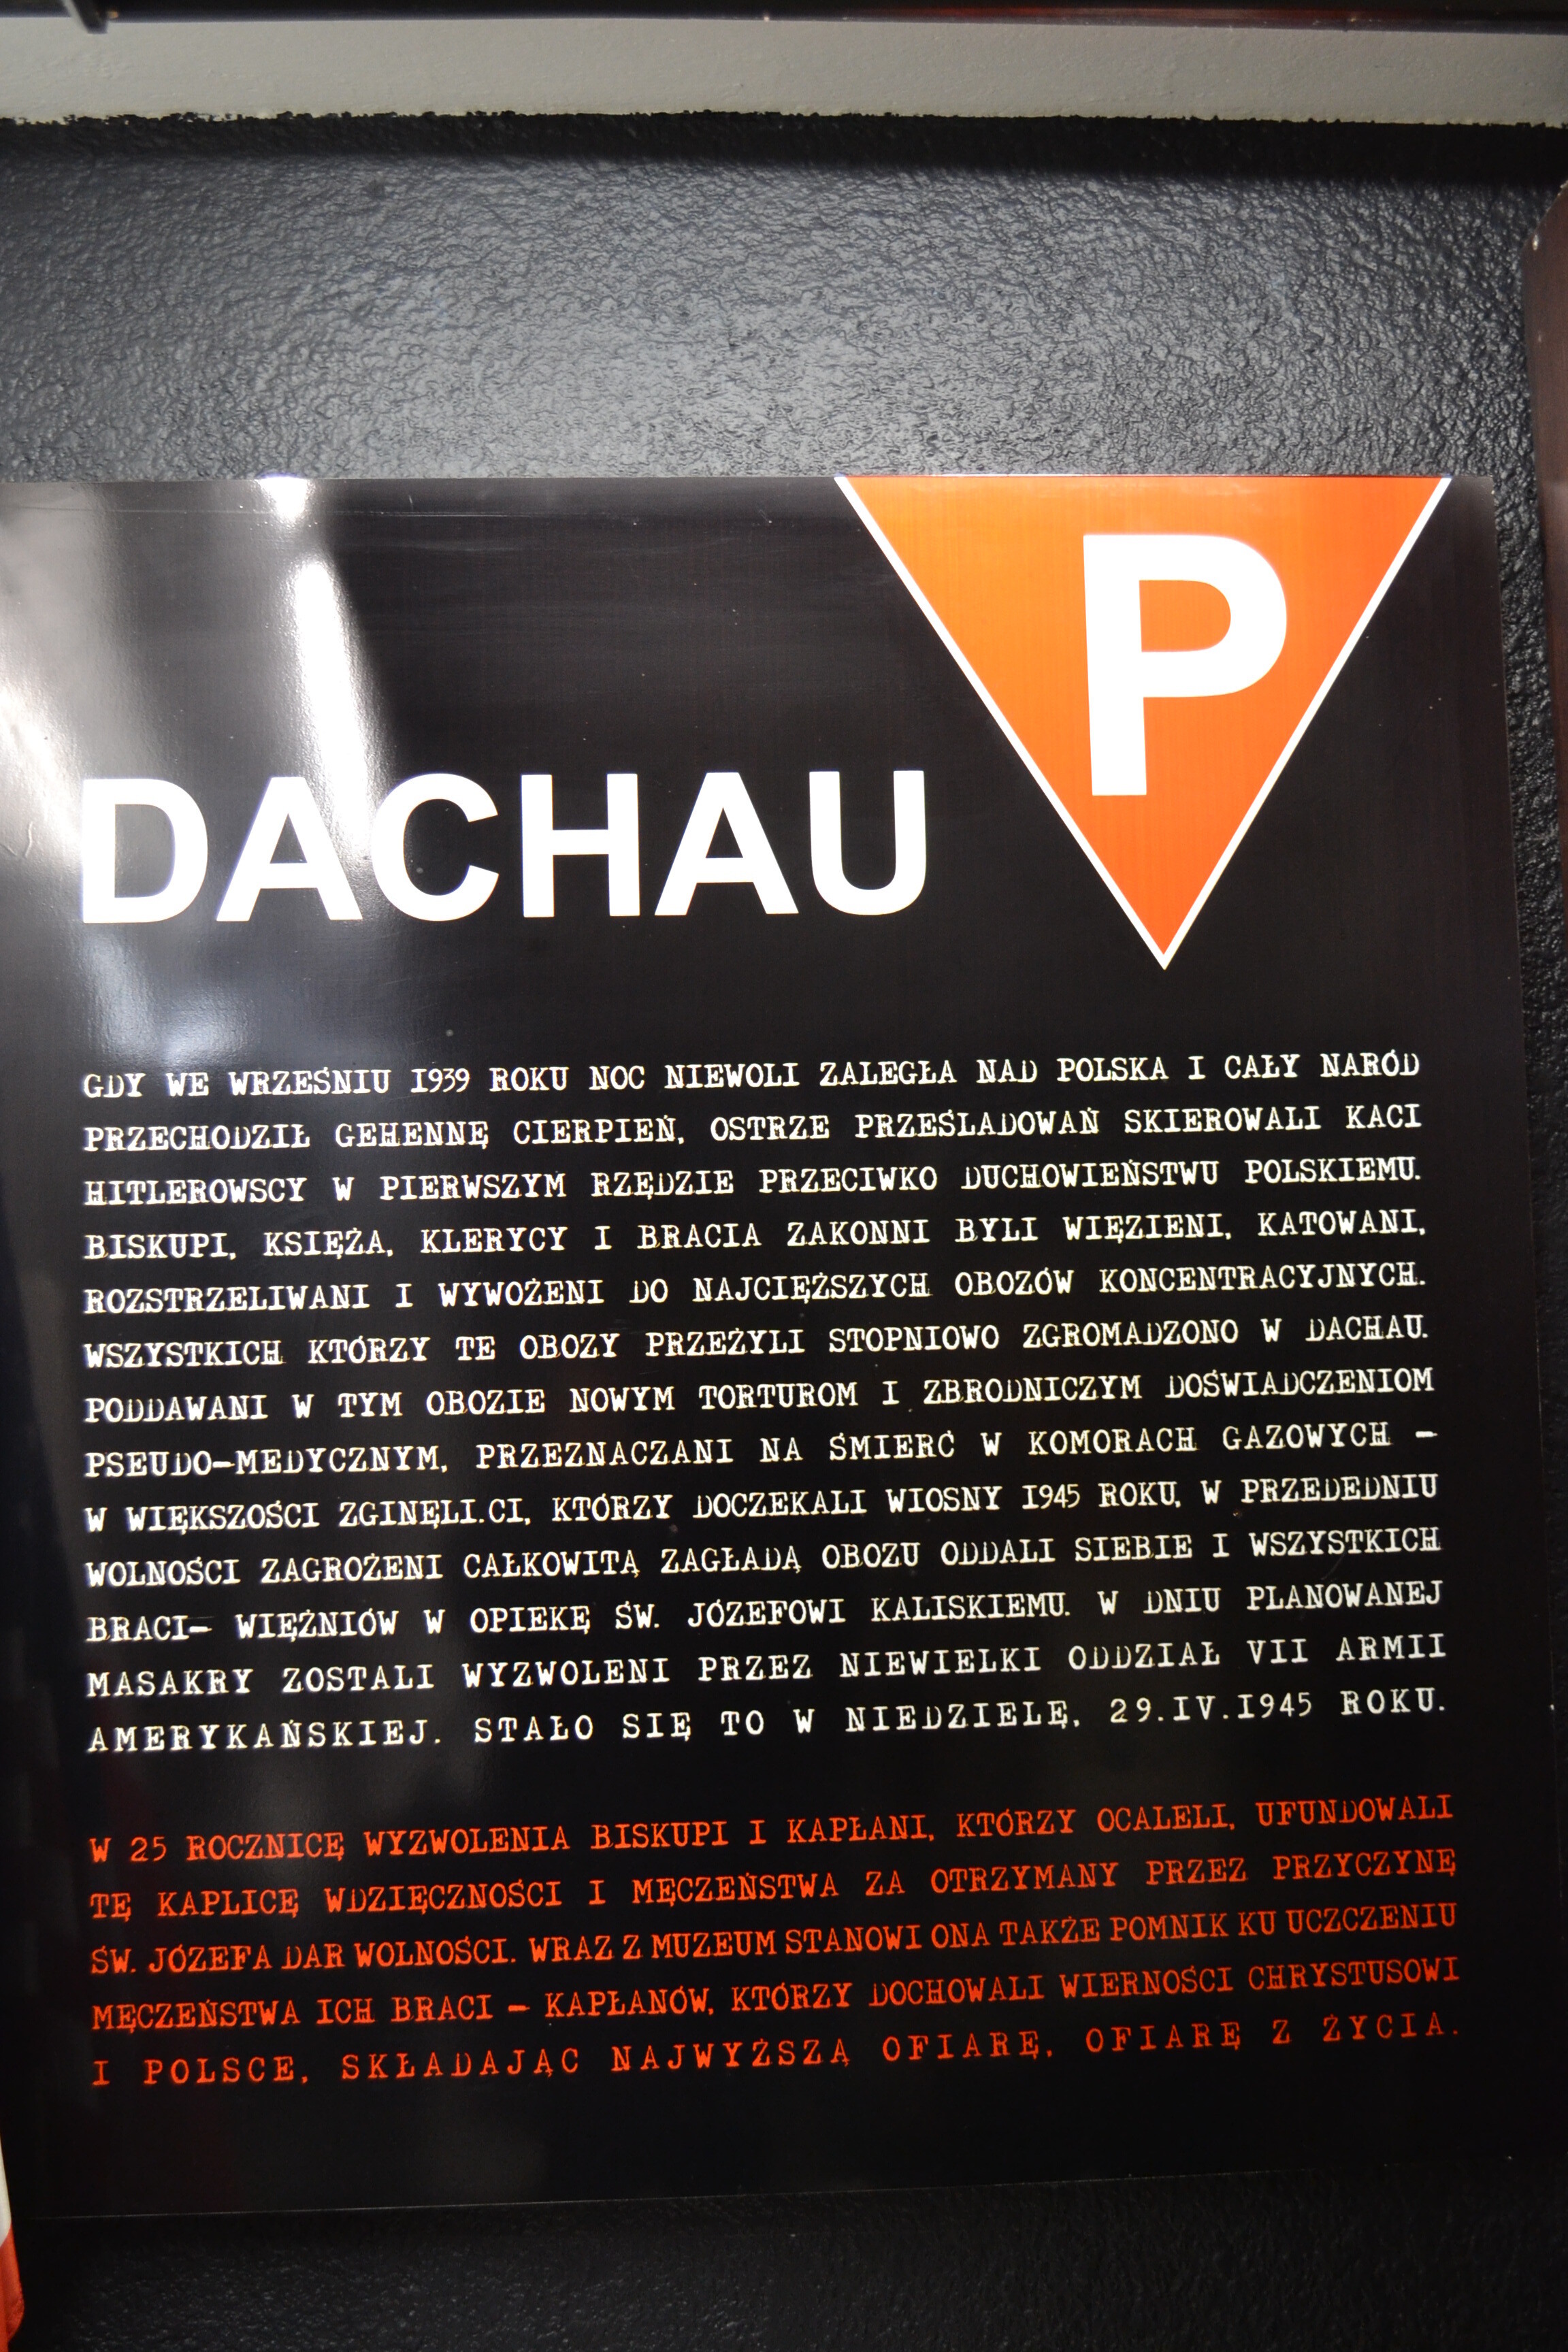 P
DACHAU
GDY WE WRZEŚNIU 1939 ROKU NOC NIEWOLI ZALEGŁA NAD POLSKA I CAŁY NARÓD
PRZECHODZIŁ GEHENNĘ CIERPIEŃ, OSTRZE PRZEŚLADOWAŃ SKIEROWALI KACI
HITLEROWSCY W PIERWSZYM RZĘDZIE PRZECIWKO DUCHOWIEŃSTWU POLSKIEMU.
BISKUPI, KSIĘŻA, KLERYCY I BRACIA ZAKONNI BYLI WIĘZIENI, KATOWANI,
ROZSTRZELIWANI I WYWOŻENI DO NAJCIĘŻSZYCH OBOZÓW KONCENTRACYJNYCH.
WSZYSTKICH KTÓRZY TE OBOZY PRZEŻYLI STOPNIOWO ZGROMADZONO W DACHAU.
PODDAWANI W TYM OBOZIE NOWYM TORTUROM I ZBRODNICZYM DOŚWIADCZENIOM
PSEUDO-MEDYCZNYM, PRZEZNACZANI NA ŚMIERĆ W KOMORACH GAZOWYCH –
W WIĘKSZOŚCI ZGINĘLI.CI, KTÓRZY DOCZEKALI WIOSNY 1945 ROKU, W PRZEDEDNIU
WOLNOŚCI ZAGROŻENI CAŁKOWITĄ ZAGŁADĄ OBOZU ODDALI SIEBIE I WSZYSTKICH
BRACI– WIĘŹNIÓW W OPIEKĘ ŚW. JÓZEFOWI KALISKIEMU. W DNIU PLANOWANEJ
MASAKRY ZOSTALI WYZWOLENI PRZEZ NIEWIELKI ODDZIAŁ VII ARMII
AMERYKAŃSKIEJ. STAŁO SIĘ TO W NIEDZIELĘ, 29.IV.1945 ROKU.
W 25 ROCZNICĘ WYZWOLENIA BISKUPI I KAPŁANI, KTÓRZY OCALELI, UFUNDOWALI
TĘ KAPLICĘ WDZIĘCZNOŚCI I MĘCZEŃSTWA ZA OTRZYMANY PRZEZ PRZYCZYNĘ
ŚW. JÓZEFA DAR WOLNOŚCI. WRAZ Z MUZEUM STANOWI ONA TAKŻE POMNIK KU UCZCZENIU
MĘCZEŃSTWA ICH BRACI – KAPŁANÓW, KTÓRZY DOCHOWALI WIERNOŚCI CHRYSTUSOWI
I POLSCE, SKŁADAJĄC NAJWYŻSZĄ OFIARĘ, OFIARĘ Z ŻYCIA.